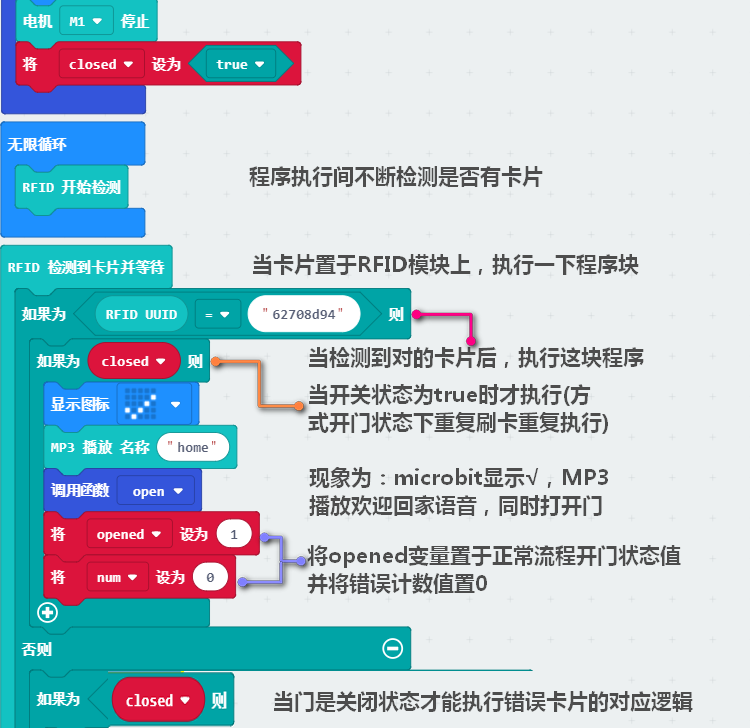 电机 M1 停止
将 closed 设为 true
无限循环
RFID 开始检测
程序执行间不断检测是否有卡片
RFID 检测到卡片并等待
当卡片置于RFID模块上，执行一下程序块
如果为 RFID UUID = "62708d94" 则
如果为 closed 则
当检测到对的卡片后，执行这块程序
显示图标
当开关状态为true时才执行(方
式开门状态下重复刷卡重复执行)
MP3 播放 名称 "home"
调用函数 open
现象为：microbit显示√，MP3
播放欢迎回家语音，同时打开门
将 opened 设为 1
将 num 设为 0
将opened变量置于正常流程开门状态值
并将错误计数值置0
否则
如果为 closed 则
当门是关闭状态才能执行错误卡片的对应逻辑